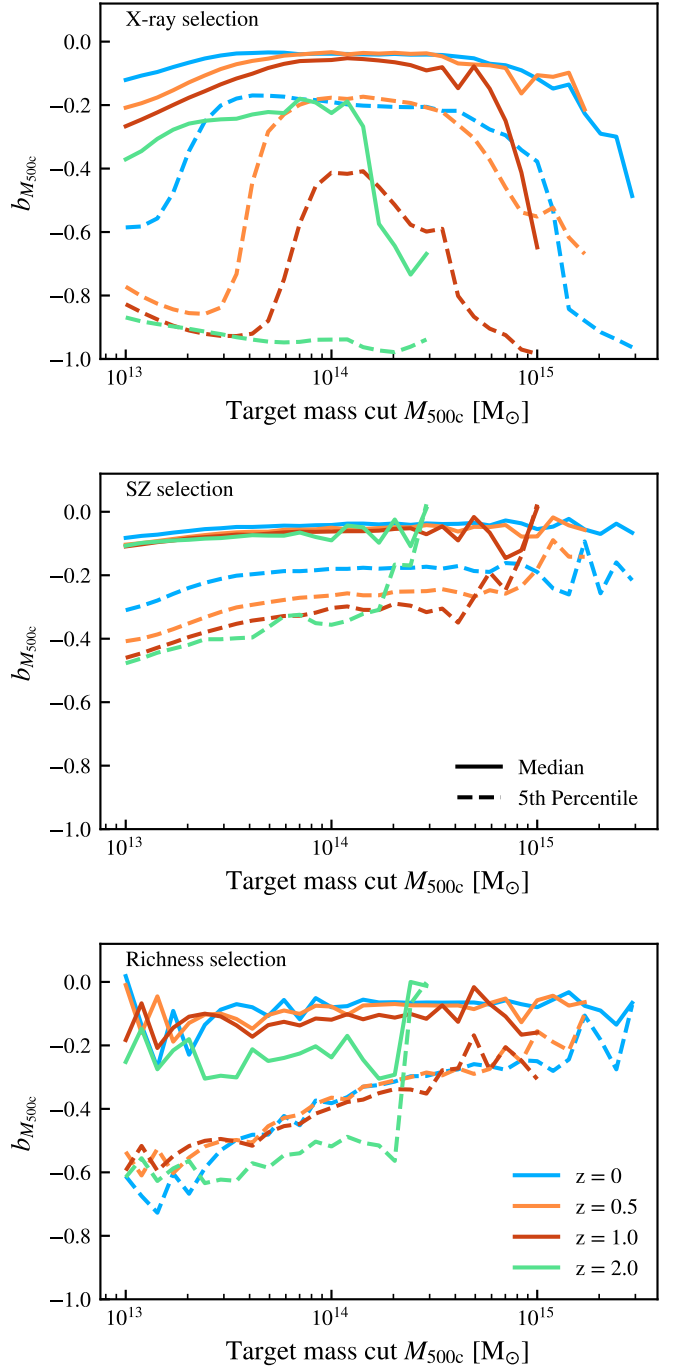 X-ray selection
0.0
−0.2
−0.4
−0.6
−0.8
−1.0
b_{M_{500c}}
10^{13}
10^{14}
10^{15}
Target mass cut M_{500c} [M_⊙]
SZ selection
0.0
−0.2
−0.4
−0.6
−0.8
−1.0
b_{M_{500c}}
Median
5th Percentile
10^{13}
10^{14}
10^{15}
Target mass cut M_{500c} [M_⊙]
Richness selection
0.0
−0.2
−0.4
−0.6
−0.8
−1.0
b_{M_{500c}}
z = 0
z = 0.5
z = 1.0
z = 2.0
10^{13}
10^{14}
10^{15}
Target mass cut M_{500c} [M_⊙]